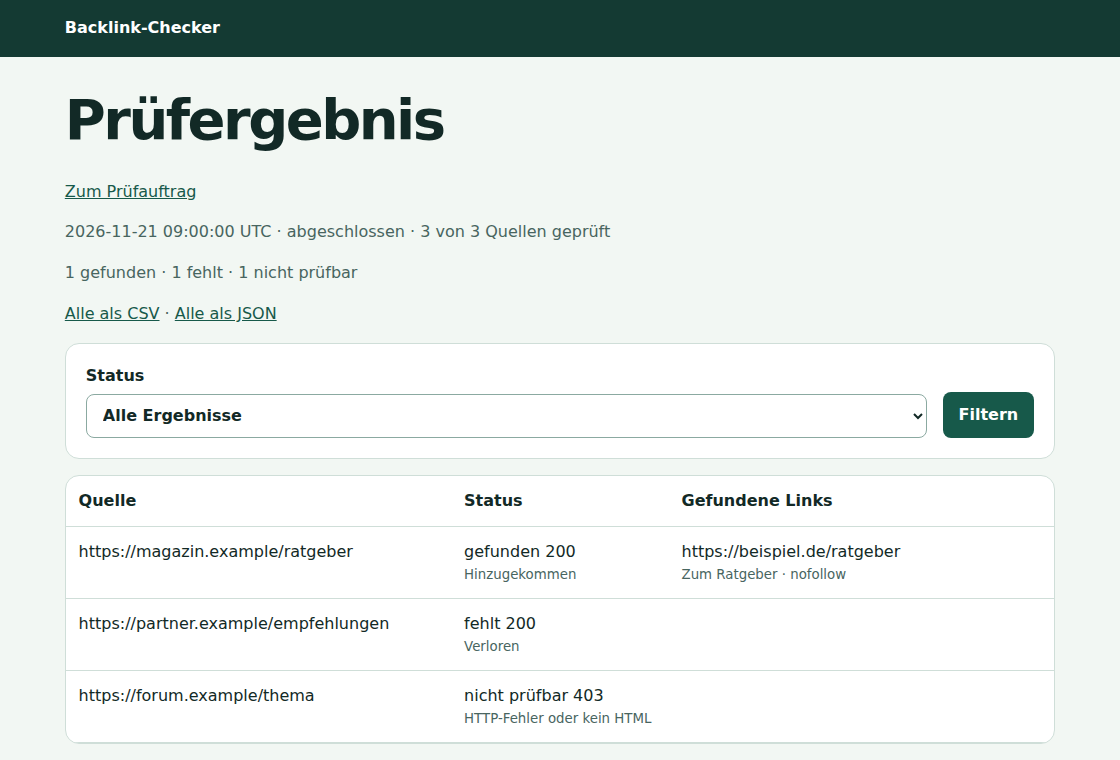 Backlink-Checker
Prüfergebnis
Zum Prüfauftrag
2026-11-21 09:00:00 UTC · abgeschlossen · 3 von 3 Quellen geprüft
1 gefunden · 1 fehlt · 1 nicht prüfbar
Alle als CSV · Alle als JSON
Status
Alle Ergebnisse
Filtern
Quelle Status Gefundene Links
https://magazin.example/ratgeber gefunden 200 https://beispiel.de/ratgeber
Hinzugekommen Zum Ratgeber · nofollow
https://partner.example/empfehlungen fehlt 200
Verloren
https://forum.example/thema nicht prüfbar 403
HTTP-Fehler oder kein HTML